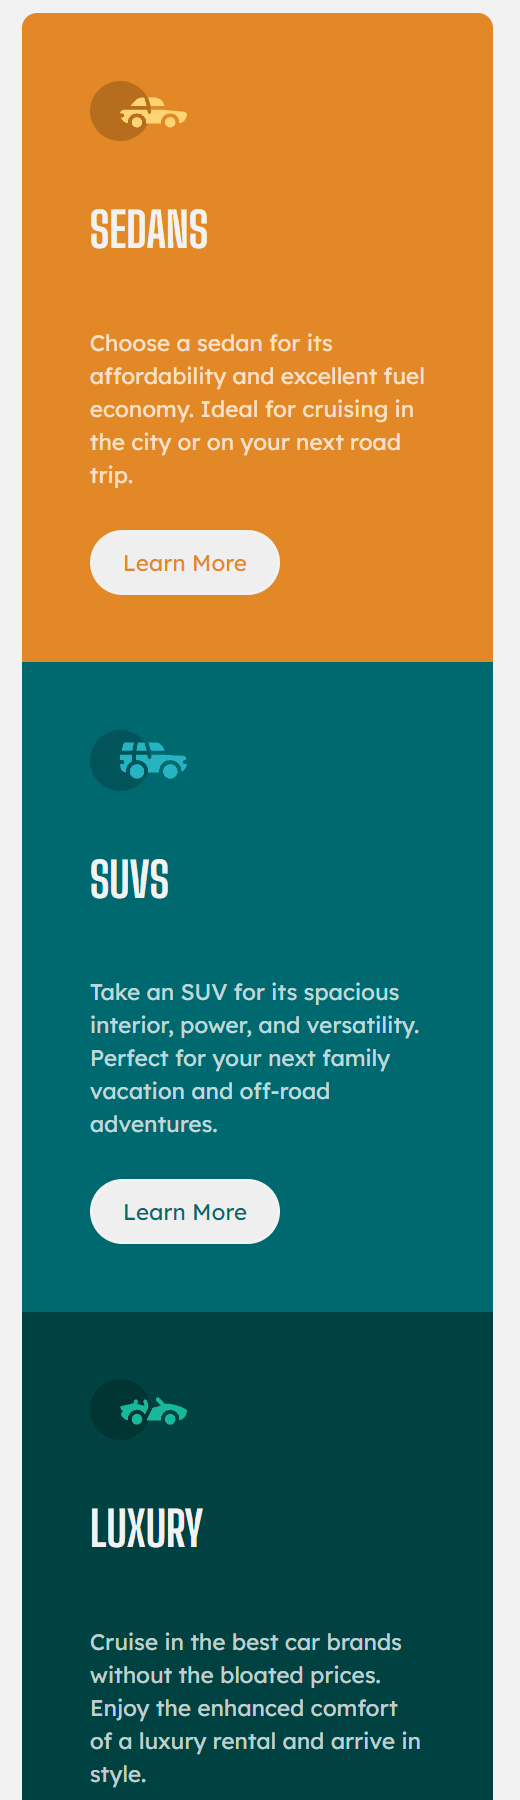 SEDANS
Choose a sedan for its
affordability and excellent fuel
economy. Ideal for cruising in
the city or on your next road
trip.
Learn More
SUVS
Take an SUV for its spacious
interior, power, and versatility.
Perfect for your next family
vacation and off-road
adventures.
Learn More
LUXURY
Cruise in the best car brands
without the bloated prices.
Enjoy the enhanced comfort
of a luxury rental and arrive in
style.